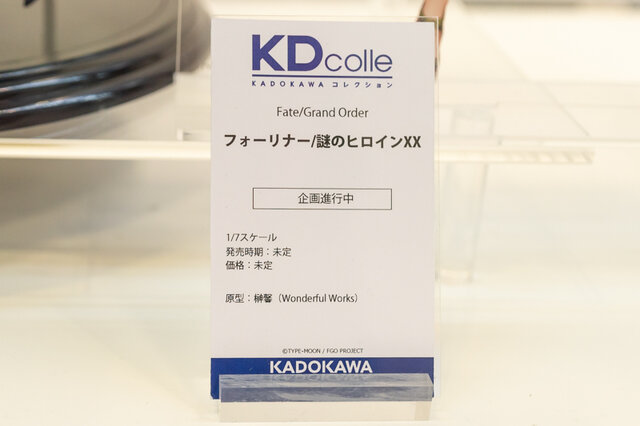 KDcolle
KADOKAWA コレクション
Fate/Grand Order
フォーリナー/謎のヒロインXX
企画進行中
1/7スケール
発売時期：未定
価格：未定
原型：榊馨（Wonderful Works）
©TYPE-MOON / FGO PROJECT
KADOKAWA